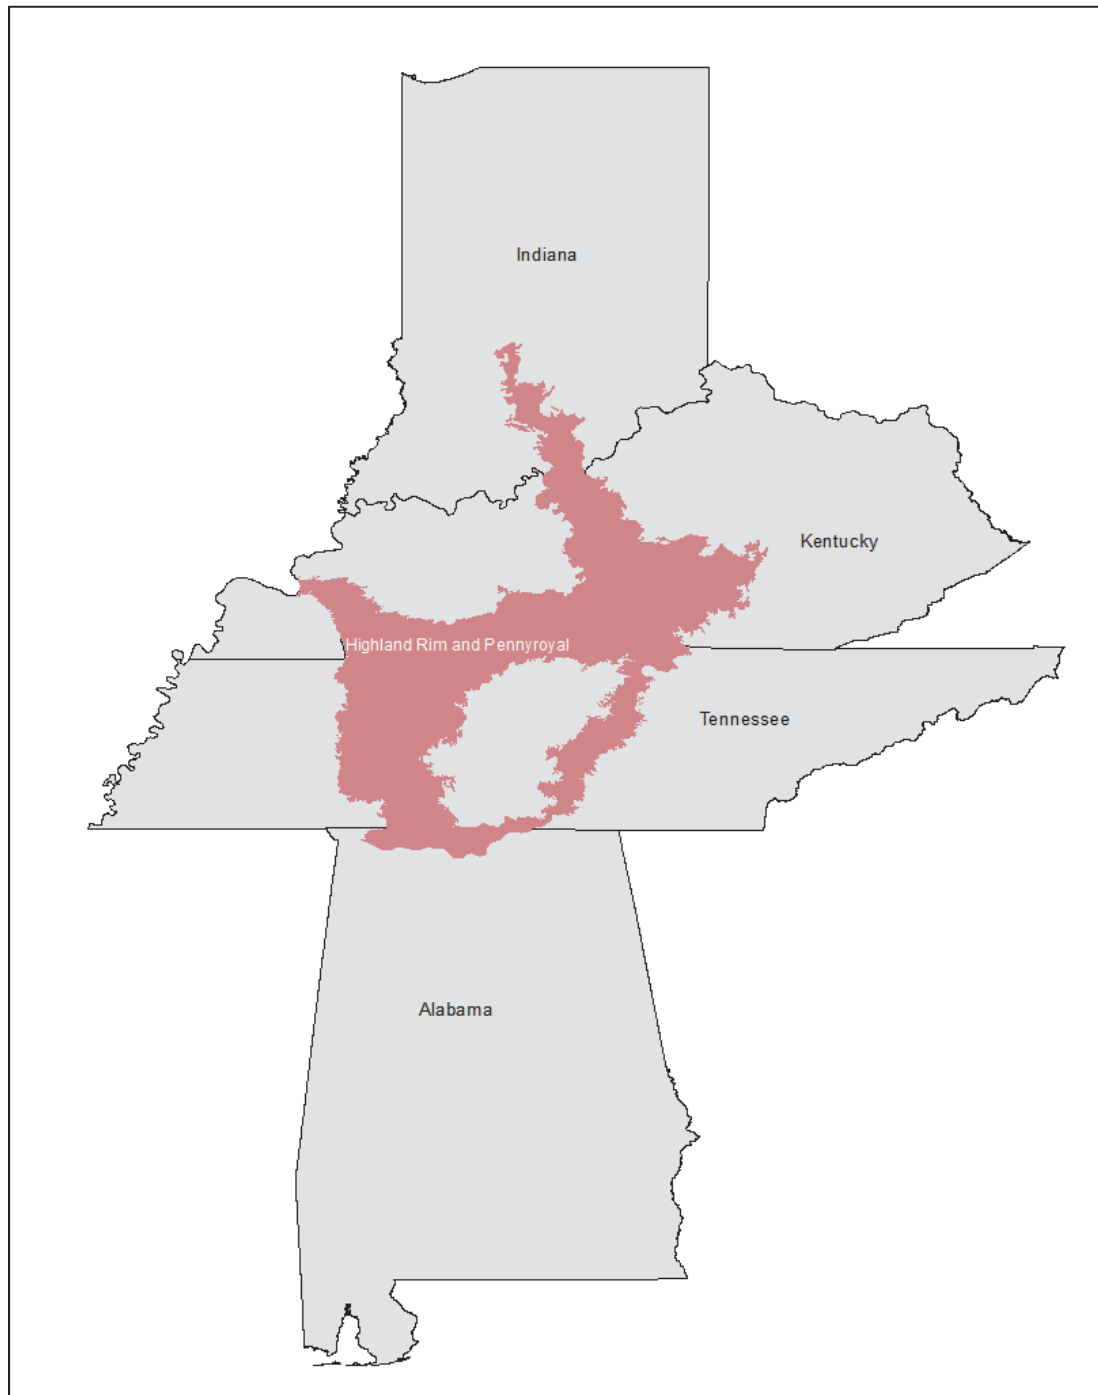 Indiana
Kentucky
Highland Rim and Pennyroyal
Tennessee
Alabama